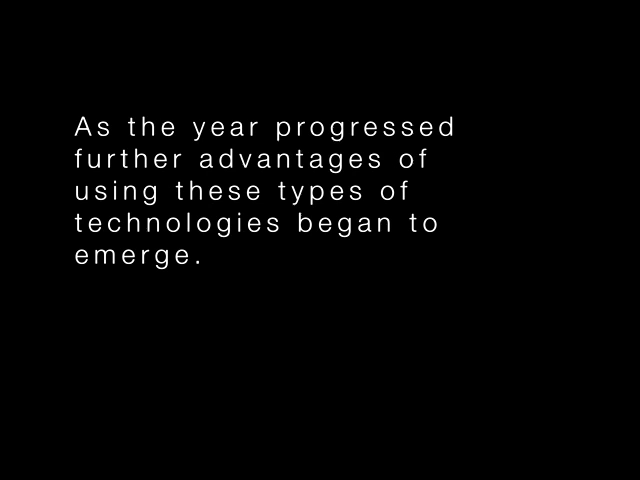 As the year progressed
further advantages of
using these types of
technologies began to
emerge.